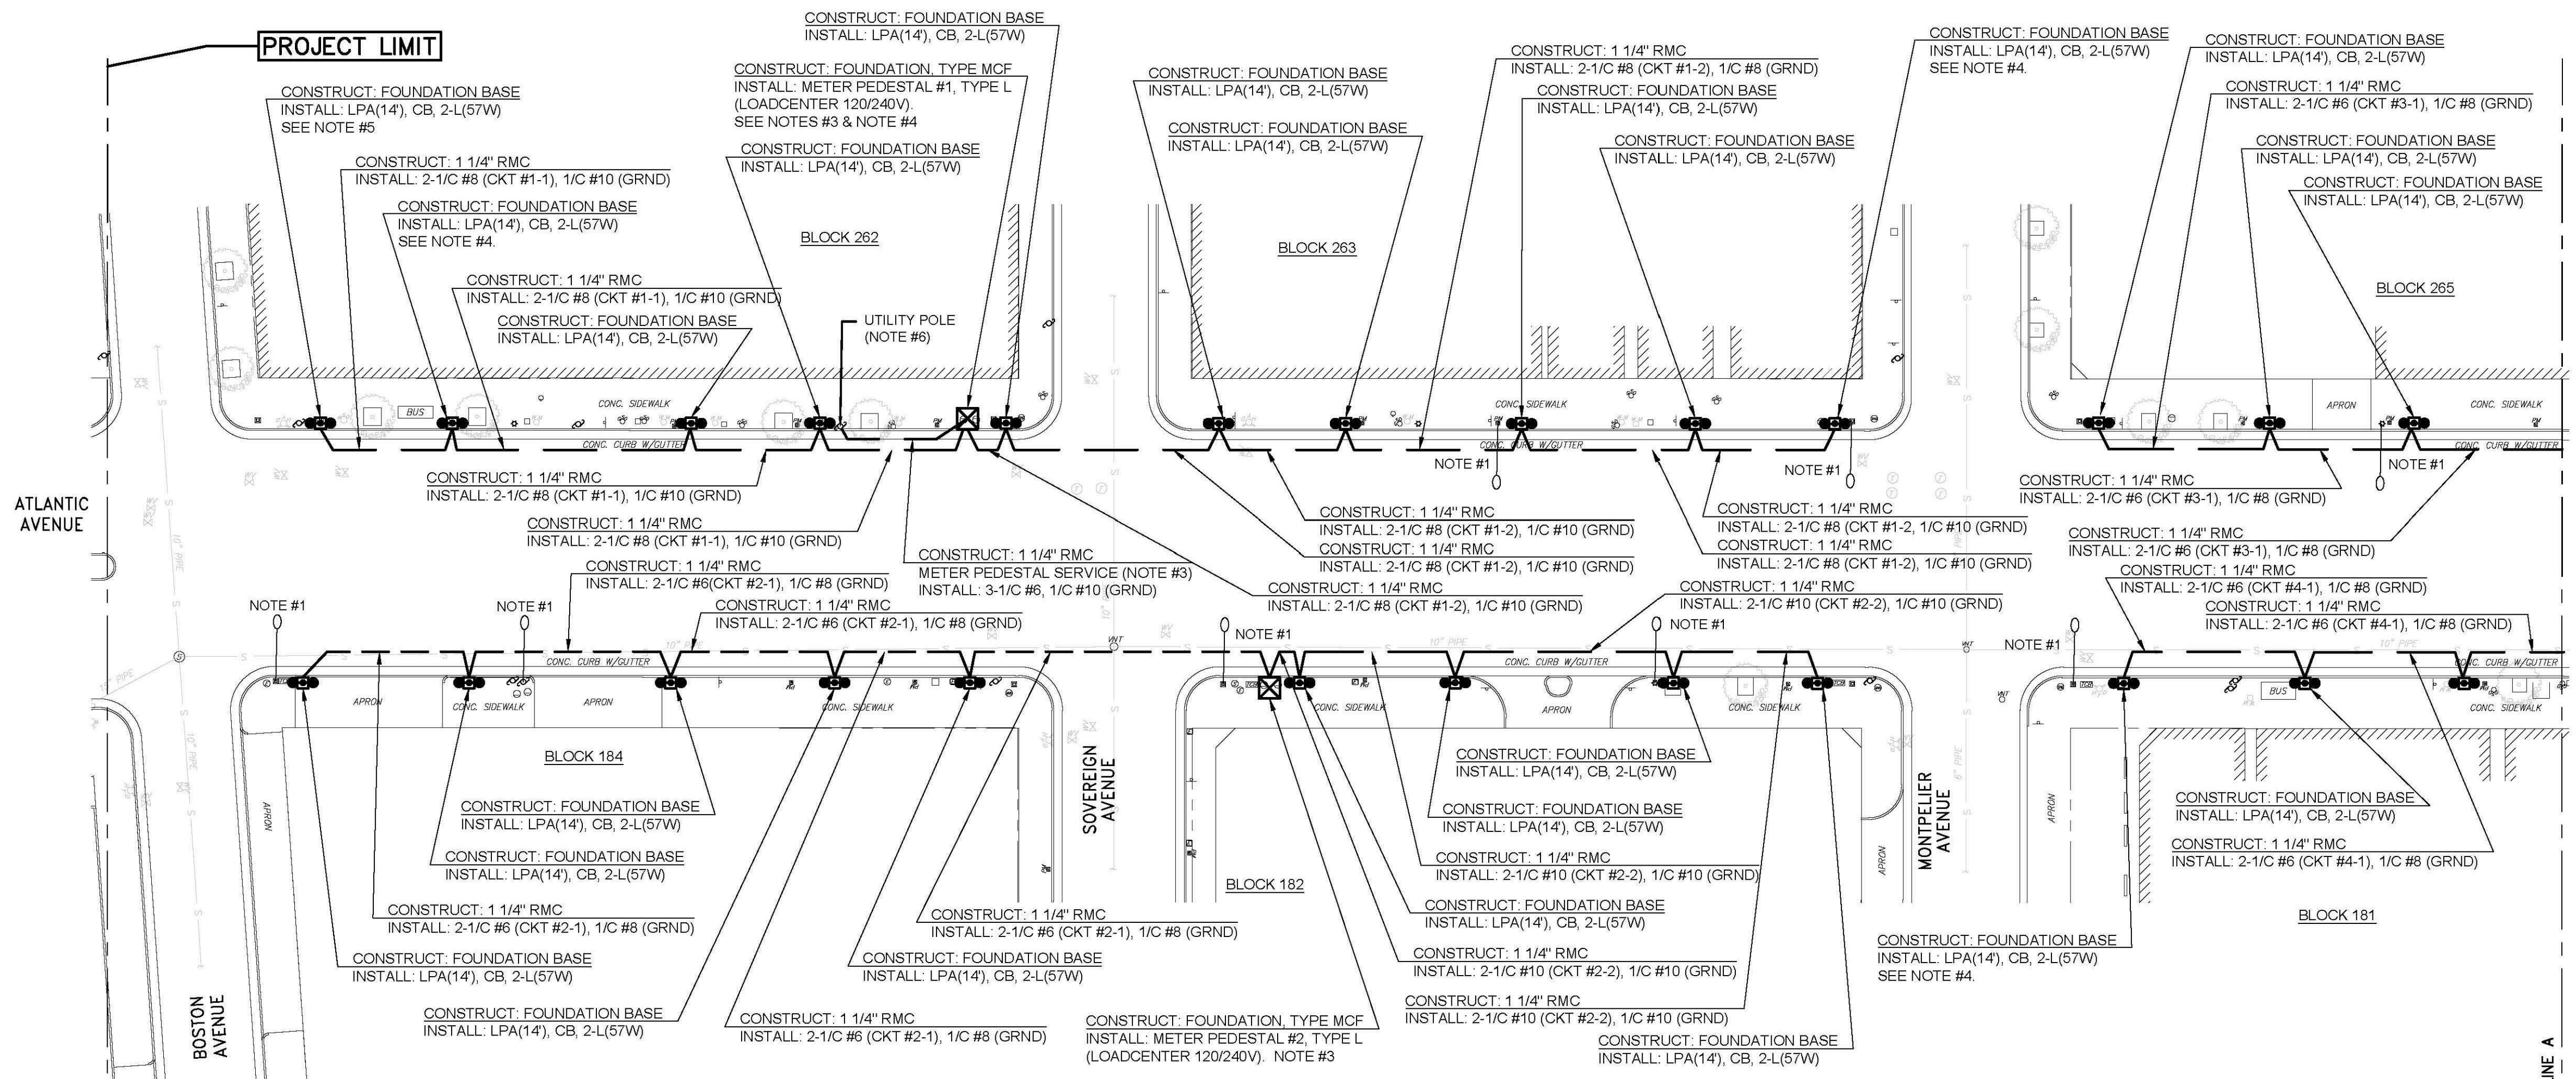 PROJECT LIMIT
CONSTRUCT: FOUNDATION BASE
INSTALL: LPA(14'), CB, 2-L(57W)
SEE NOTE #5
CONSTRUCT: 1 1/4" RMC
INSTALL: 2-1/C #8 (CKT #1-1), 1/C #10 (GRND)
CONSTRUCT: FOUNDATION BASE
INSTALL: LPA(14'), CB, 2-L(57W)
SEE NOTE #4.
CONSTRUCT: 1 1/4" RMC
INSTALL: 2-1/C #8 (CKT #1-1), 1/C #10 (GRND)
CONSTRUCT: FOUNDATION BASE
INSTALL: LPA(14'), CB, 2-L(57W)
CONSTRUCT: FOUNDATION BASE
INSTALL: LPA(14'), CB, 2-L(57W)
CONSTRUCT: FOUNDATION, TYPE MCF
INSTALL: METER PEDESTAL #1, TYPE L
(LOADCENTER 120/240V).
SEE NOTES #3 & NOTE #4
CONSTRUCT: FOUNDATION BASE
INSTALL: LPA(14'), CB, 2-L(57W)
BLOCK 262
UTILITY POLE
(NOTE #6)
CONSTRUCT: FOUNDATION BASE
INSTALL: LPA(14'), CB, 2-L(57W)
CONSTRUCT: FOUNDATION BASE
INSTALL: LPA(14'), CB, 2-L(57W)
BLOCK 263
CONSTRUCT: 1 1/4" RMC
INSTALL: 2-1/C #8 (CKT #1-2), 1/C #8 (GRND)
CONSTRUCT: FOUNDATION BASE
INSTALL: LPA(14'), CB, 2-L(57W)
CONSTRUCT: FOUNDATION BASE
INSTALL: LPA(14'), CB, 2-L(57W)
CONSTRUCT: FOUNDATION BASE
INSTALL: LPA(14'), CB, 2-L(57W)
SEE NOTE #4.
CONSTRUCT: FOUNDATION BASE
INSTALL: LPA(14'), CB, 2-L(57W)
CONSTRUCT: 1 1/4" RMC
INSTALL: 2-1/C #6 (CKT #3-1), 1/C #8 (GRND)
CONSTRUCT: FOUNDATION BASE
INSTALL: LPA(14'), CB, 2-L(57W)
CONSTRUCT: FOUNDATION BASE
INSTALL: LPA(14'), CB, 2-L(57W)
BLOCK 265
BUS
CONC. SIDEWALK
CONC. CURB W/GUTTER
CONC. SIDEWALK
CONC. CURB W/GUTTER
APRON
CONC. SIDEWALK
CONC. CURB W/GUTTER
NOTE #1
NOTE #1
NOTE #1
ATLANTIC
AVENUE
CONSTRUCT: 1 1/4" RMC
INSTALL: 2-1/C #8 (CKT #1-1), 1/C #10 (GRND)
CONSTRUCT: 1 1/4" RMC
INSTALL: 2-1/C #8 (CKT #1-1), 1/C #10 (GRND)
CONSTRUCT: 1 1/4" RMC
METER PEDESTAL SERVICE (NOTE #3)
INSTALL: 3-1/C #6, 1/C #10 (GRND)
CONSTRUCT: 1 1/4" RMC
INSTALL: 2-1/C #8 (CKT #1-2), 1/C #10 (GRND)
CONSTRUCT: 1 1/4" RMC
INSTALL: 2-1/C #8 (CKT #1-2), 1/C #10 (GRND)
CONSTRUCT: 1 1/4" RMC
INSTALL: 2-1/C #8 (CKT #1-2), 1/C #10 (GRND)
CONSTRUCT: 1 1/4" RMC
INSTALL: 2-1/C #8 (CKT #1-2, 1/C #10 (GRND)
CONSTRUCT: 1 1/4" RMC
INSTALL: 2-1/C #8 (CKT #1-2), 1/C #10 (GRND)
CONSTRUCT: 1 1/4" RMC
INSTALL: 2-1/C #6 (CKT #3-1), 1/C #8 (GRND)
CONSTRUCT: 1 1/4" RMC
INSTALL: 2-1/C #6 (CKT #3-1), 1/C #8 (GRND)
CONSTRUCT: 1 1/4" RMC
INSTALL: 2-1/C #6(CKT #2-1), 1/C #8 (GRND)
CONSTRUCT: 1 1/4" RMC
INSTALL: 2-1/C #6 (CKT #2-1), 1/C #8 (GRND)
CONSTRUCT: 1 1/4" RMC
INSTALL: 2-1/C #10 (CKT #2-2), 1/C #10 (GRND)
CONSTRUCT: 1 1/4" RMC
INSTALL: 2-1/C #6 (CKT #4-1), 1/C #8 (GRND)
CONSTRUCT: 1 1/4" RMC
INSTALL: 2-1/C #6 (CKT #4-1), 1/C #8 (GRND)
NOTE #1
NOTE #1
NOTE #1
NOTE #1
NOTE #1
10" PIPE
10" PIPE
10" PIPE
10" PIPE
10" PIPE
6" PIPE
CONC. CURB W/GUTTER
CONC. CURB W/GUTTER
CONC. CURB W/GUTTER
APRON
CONC. SIDEWALK
APRON
CONC. SIDEWALK
CONC. SIDEWALK
APRON
CONC. SIDEWALK
BUS
CONC. SIDEWALK
BLOCK 184
APRON
SOVEREIGN
AVENUE
MONTPELIER
AVENUE
APRON
APRON
CONSTRUCT: FOUNDATION BASE
INSTALL: LPA(14'), CB, 2-L(57W)
CONSTRUCT: FOUNDATION BASE
INSTALL: LPA(14'), CB, 2-L(57W)
CONSTRUCT: 1 1/4" RMC
INSTALL: 2-1/C #6 (CKT #2-1), 1/C #8 (GRND)
CONSTRUCT: FOUNDATION BASE
INSTALL: LPA(14'), CB, 2-L(57W)
CONSTRUCT: FOUNDATION BASE
INSTALL: LPA(14'), CB, 2-L(57W)
CONSTRUCT: 1 1/4" RMC
INSTALL: 2-1/C #6 (CKT #2-1), 1/C #8 (GRND)
CONSTRUCT: FOUNDATION BASE
INSTALL: LPA(14'), CB, 2-L(57W)
CONSTRUCT: 1 1/4" RMC
INSTALL: 2-1/C #6 (CKT #2-1), 1/C #8 (GRND)
BLOCK 182
CONSTRUCT: FOUNDATION, TYPE MCF
INSTALL: METER PEDESTAL #2, TYPE L
(LOADCENTER 120/240V). NOTE #3
CONSTRUCT: FOUNDATION BASE
INSTALL: LPA(14'), CB, 2-L(57W)
CONSTRUCT: FOUNDATION BASE
INSTALL: LPA(14'), CB, 2-L(57W)
CONSTRUCT: 1 1/4" RMC
INSTALL: 2-1/C #10 (CKT #2-2), 1/C #10 (GRND)
CONSTRUCT: FOUNDATION BASE
INSTALL: LPA(14'), CB, 2-L(57W)
CONSTRUCT: 1 1/4" RMC
INSTALL: 2-1/C #10 (CKT #2-2), 1/C #10 (GRND)
CONSTRUCT: 1 1/4" RMC
INSTALL: 2-1/C #10 (CKT #2-2), 1/C #10 (GRND)
CONSTRUCT: FOUNDATION BASE
INSTALL: LPA(14'), CB, 2-L(57W)
CONSTRUCT: FOUNDATION BASE
INSTALL: LPA(14'), CB, 2-L(57W)
CONSTRUCT: 1 1/4" RMC
INSTALL: 2-1/C #6 (CKT #4-1), 1/C #8 (GRND)
BLOCK 181
CONSTRUCT: FOUNDATION BASE
INSTALL: LPA(14'), CB, 2-L(57W)
SEE NOTE #4.
BOSTON
AVENUE
A